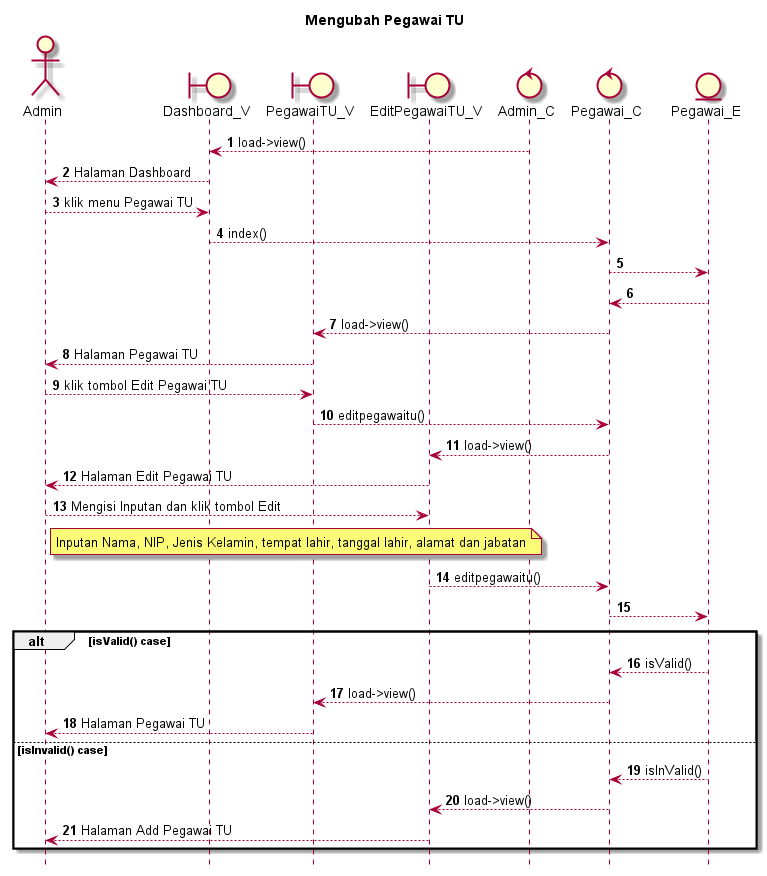 Mengubah Pegawai TU
Admin Dashboard_V PegawaiTU_V EditPegawaiTU_V Admin_C Pegawai_C Pegawai_E
1 load->view()
2 Halaman Dashboard
3 klik menu Pegawai TU
4 index()
5
6
7 load->view()
8 Halaman Pegawai TU
9 klik tombol Edit Pegawai TU
10 editpegawaitu()
11 load->view()
12 Halaman Edit Pegawai TU
13 Mengisi Inputan dan klik tombol Edit
Inputan Nama, NIP, Jenis Kelamin, tempat lahir, tanggal lahir, alamat dan jabatan
14 editpegawaitu()
15
alt [isValid() case]
16 isValid()
17 load->view()
18 Halaman Pegawai TU
[isInvalid() case]
19 isInValid()
20 load->view()
21 Halaman Add Pegawai TU